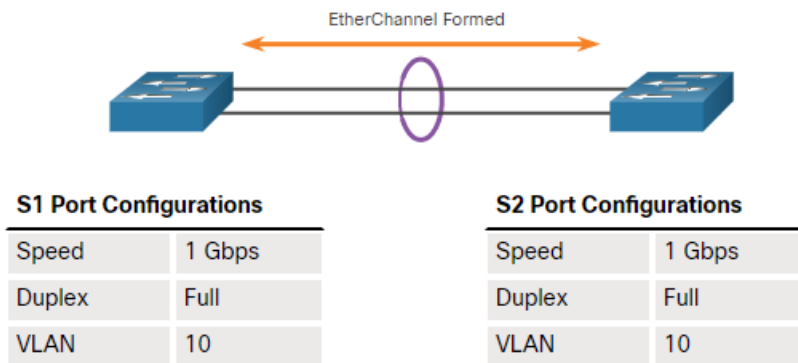 EtherChannel Formed
S1 Port Configurations
Speed 1 Gbps
Duplex Full
VLAN 10
S2 Port Configurations
Speed 1 Gbps
Duplex Full
VLAN 10